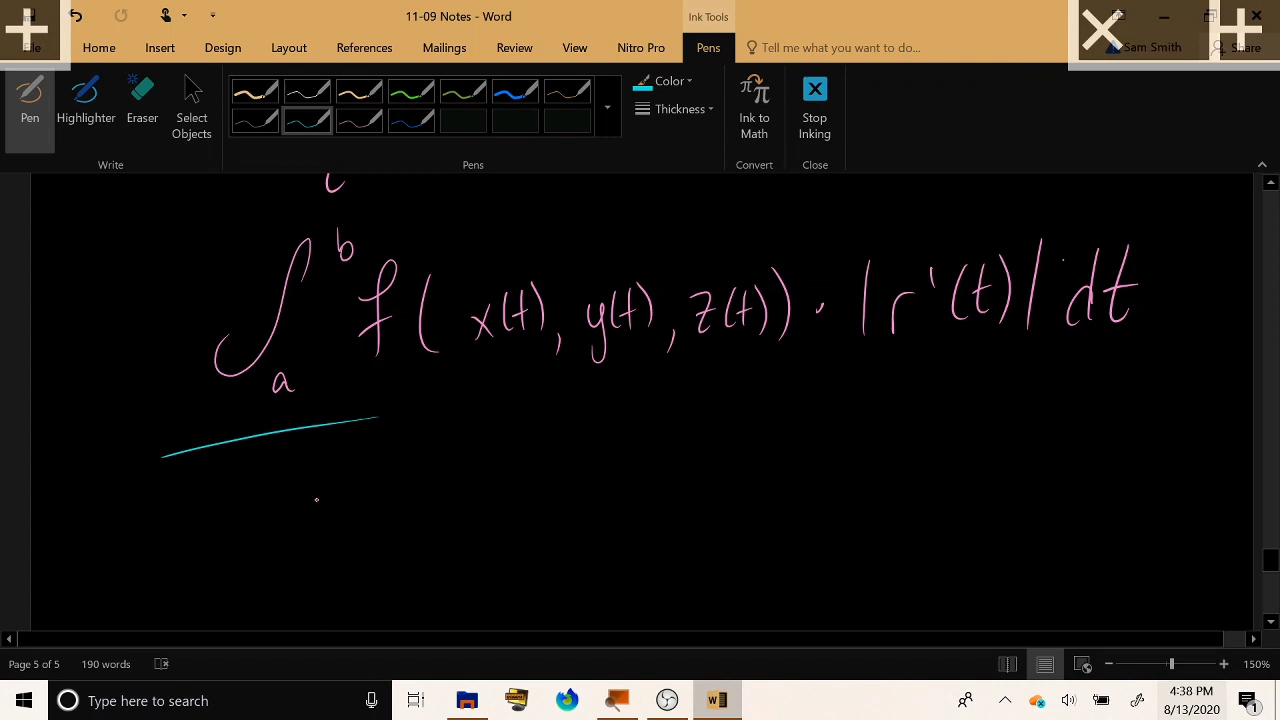 11-09 Notes - Word
Ink Tools
File Home Insert Design Layout References Mailings Review View Nitro Pro Pens Tell me what you want to do... Sam Smith Share
Pen Highlighter Eraser Select Objects
Color
Thickness
Ink to Math
Stop Inking
Write Pens Convert Close
∫ₐᵇ f( x(t), y(t), z(t)) · |r'(t)| dt
Page 5 of 5 190 words 150%
Type here to search
4:38 PM
8/13/2020
1